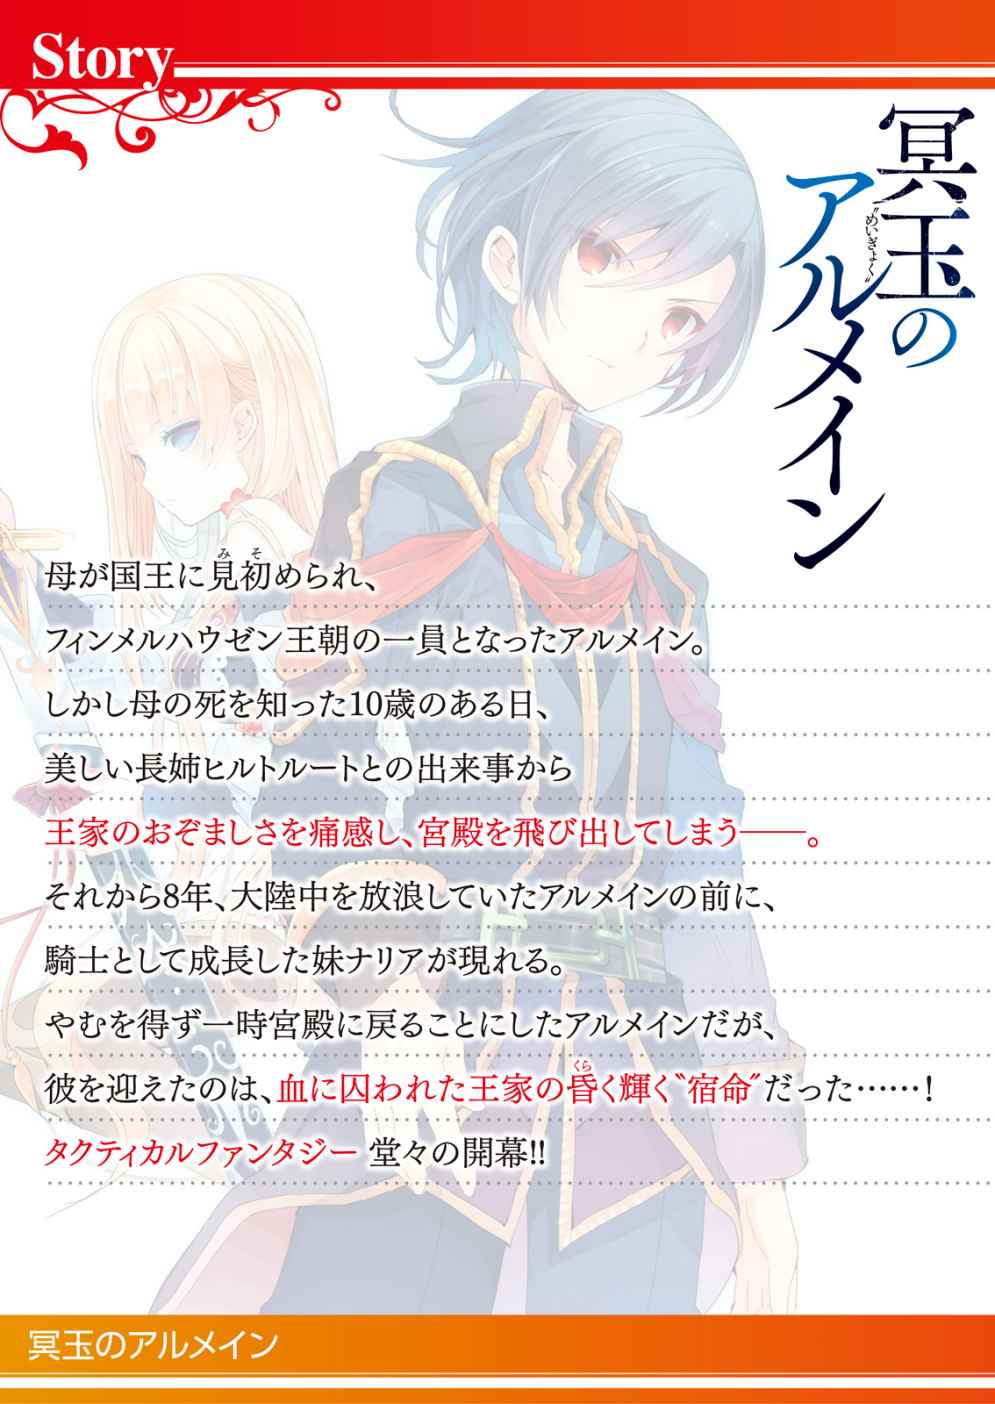 Story
冥玉の
“めいぎょく”
アルメイン
母が国王に見初められ、
みそ
フィンメルハウゼン王朝の一員となったアルメイン。
しかし母の死を知った10歳のある日、
美しい長姉ヒルトルートとの出来事から
王家のおぞましさを痛感し、宮殿を飛び出してしまう――。
それから8年、大陸中を放浪していたアルメインの前に、
騎士として成長した妹ナリアが現れる。
やむを得ず一時宮殿に戻ることにしたアルメインだが、
彼を迎えたのは、血に囚われた王家の昏く輝く〝宿命〟だった……！
くら
タクティカルファンタジー 堂々の開幕!!
冥玉のアルメイン